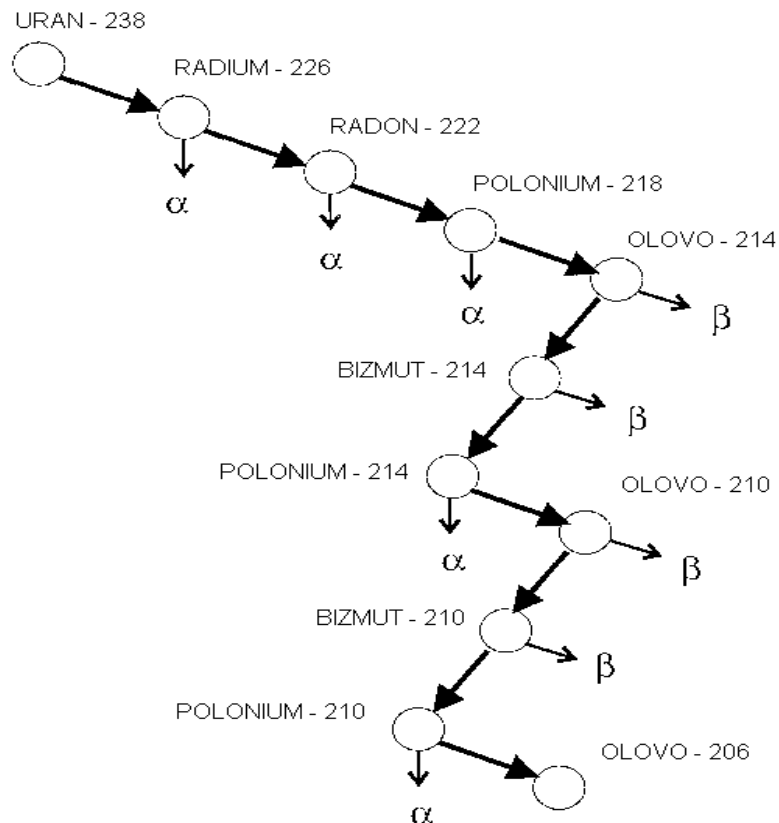 URAN - 238
RADIUM - 226
RADON - 222
α
POLONIUM - 218
α
OLOVO - 214
α
β
BIZMUT - 214
β
POLONIUM - 214
OLOVO - 210
α
β
BIZMUT - 210
β
POLONIUM - 210
OLOVO - 206
α